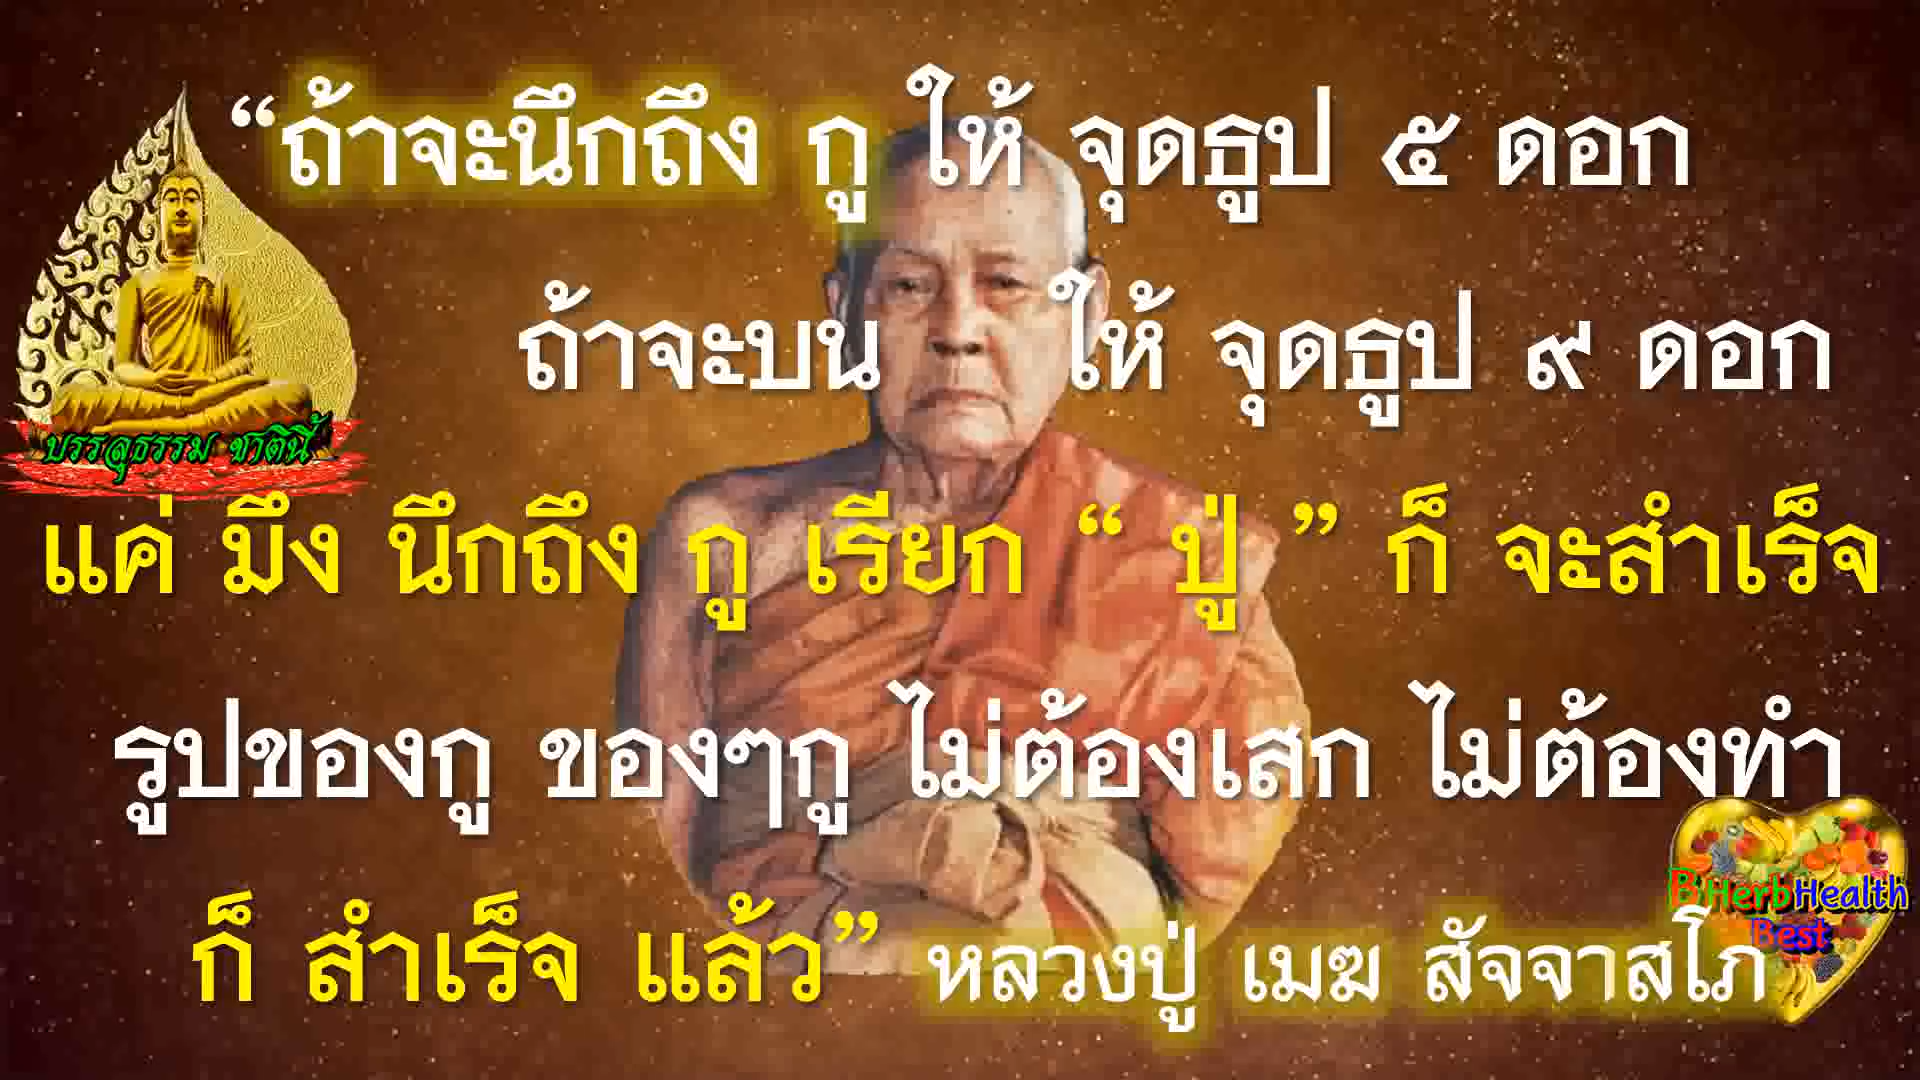 “ถ้าจะนึกถึง กู ให้ จุดธูป ๕ ดอก
ถ้าจะบน ให้ จุดธูป ๙ ดอก
บรรลุธรรม ชาตินี้
แค่ มึง นึกถึง กู เรียก “ ปู่ ” ก็ จะสำเร็จ
รูปของกู ของๆกู ไม่ต้องเสก ไม่ต้องทำ
ก็ สำเร็จ แล้ว” หลวงปู่ เมฆ สัจจาสโภ
B HerbHealth
Best